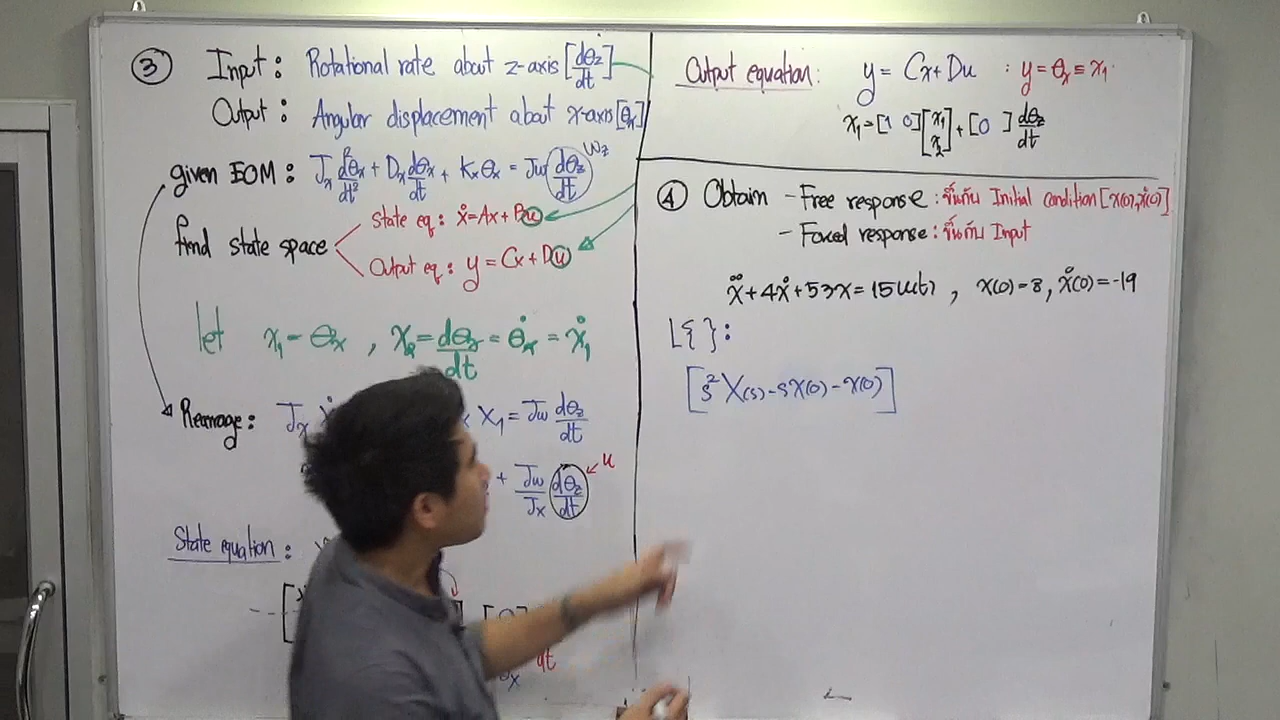 ③ Input: Rotational rate about z-axis [dθz/dt]
Output: Angular displacement about x-axis [θx]
given EOM: Jx d²θx/dt² + Dx dθx/dt + Kxθx = Jw dθz/dt ωz
find state space
state eq: ẋ = Ax + Bu
Output eq: y = Cx + Du
let x1 = θx, x2 = dθx/dt = θ̇x = ẋ1
Rearrange: Jx x1 = Jw dθz/dt
+ Jw/Jx dθz/dt ← u
State equation:
Output equation: y = Cx + Du : y = θx ≡ x1
x1 = [1 0][x1 x2] + [0] dθz/dt
④ Obtain - Free response: ขึ้นกับ Initial condition [x(0), ẋ(0)]
- Forced response: ขึ้นกับ Input
ẍ + 4ẋ + 53x = 15u(t), x(0) = 8, ẋ(0) = -19
L{ }:
[s²X(s) - sx(0) - x(0)]